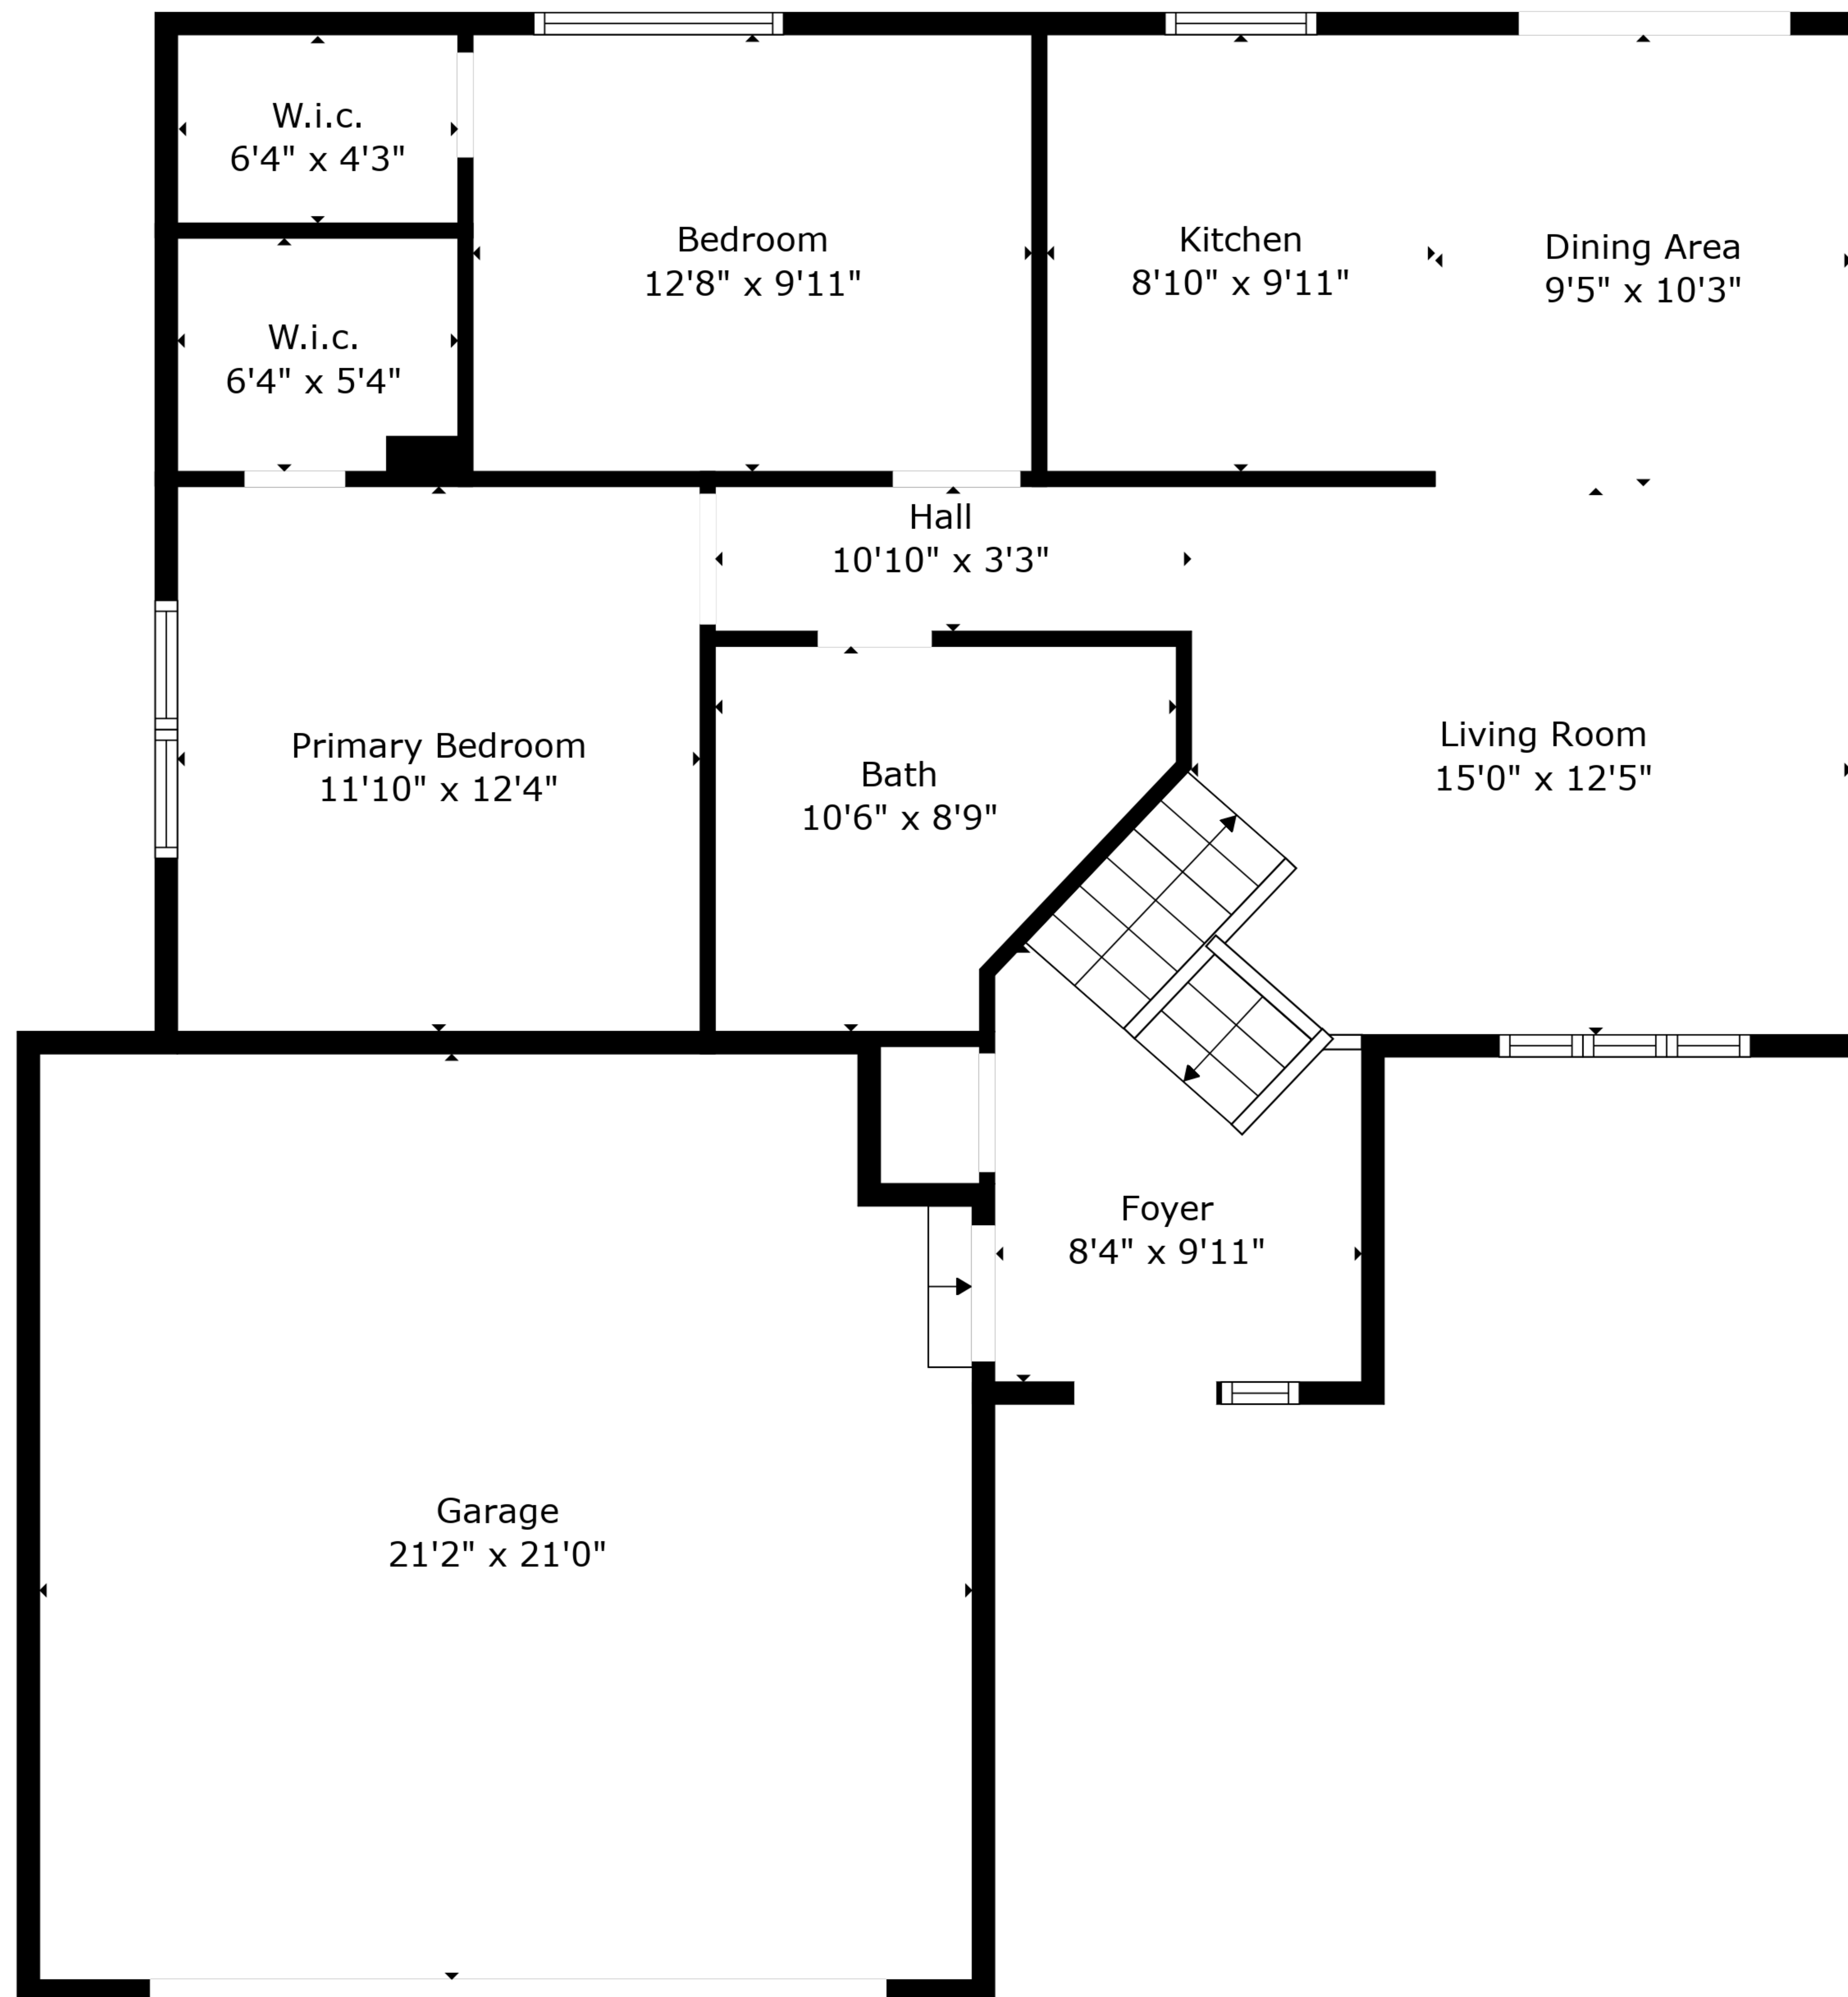 W.i.c.
6'4" x 4'3"
Bedroom
12'8" x 9'11"
Kitchen
8'10" x 9'11"
Dining Area
9'5" x 10'3"
W.i.c.
6'4" x 5'4"
Hall
10'10" x 3'3"
Primary Bedroom
11'10" x 12'4"
Bath
10'6" x 8'9"
Living Room
15'0" x 12'5"
Foyer
8'4" x 9'11"
Garage
21'2" x 21'0"